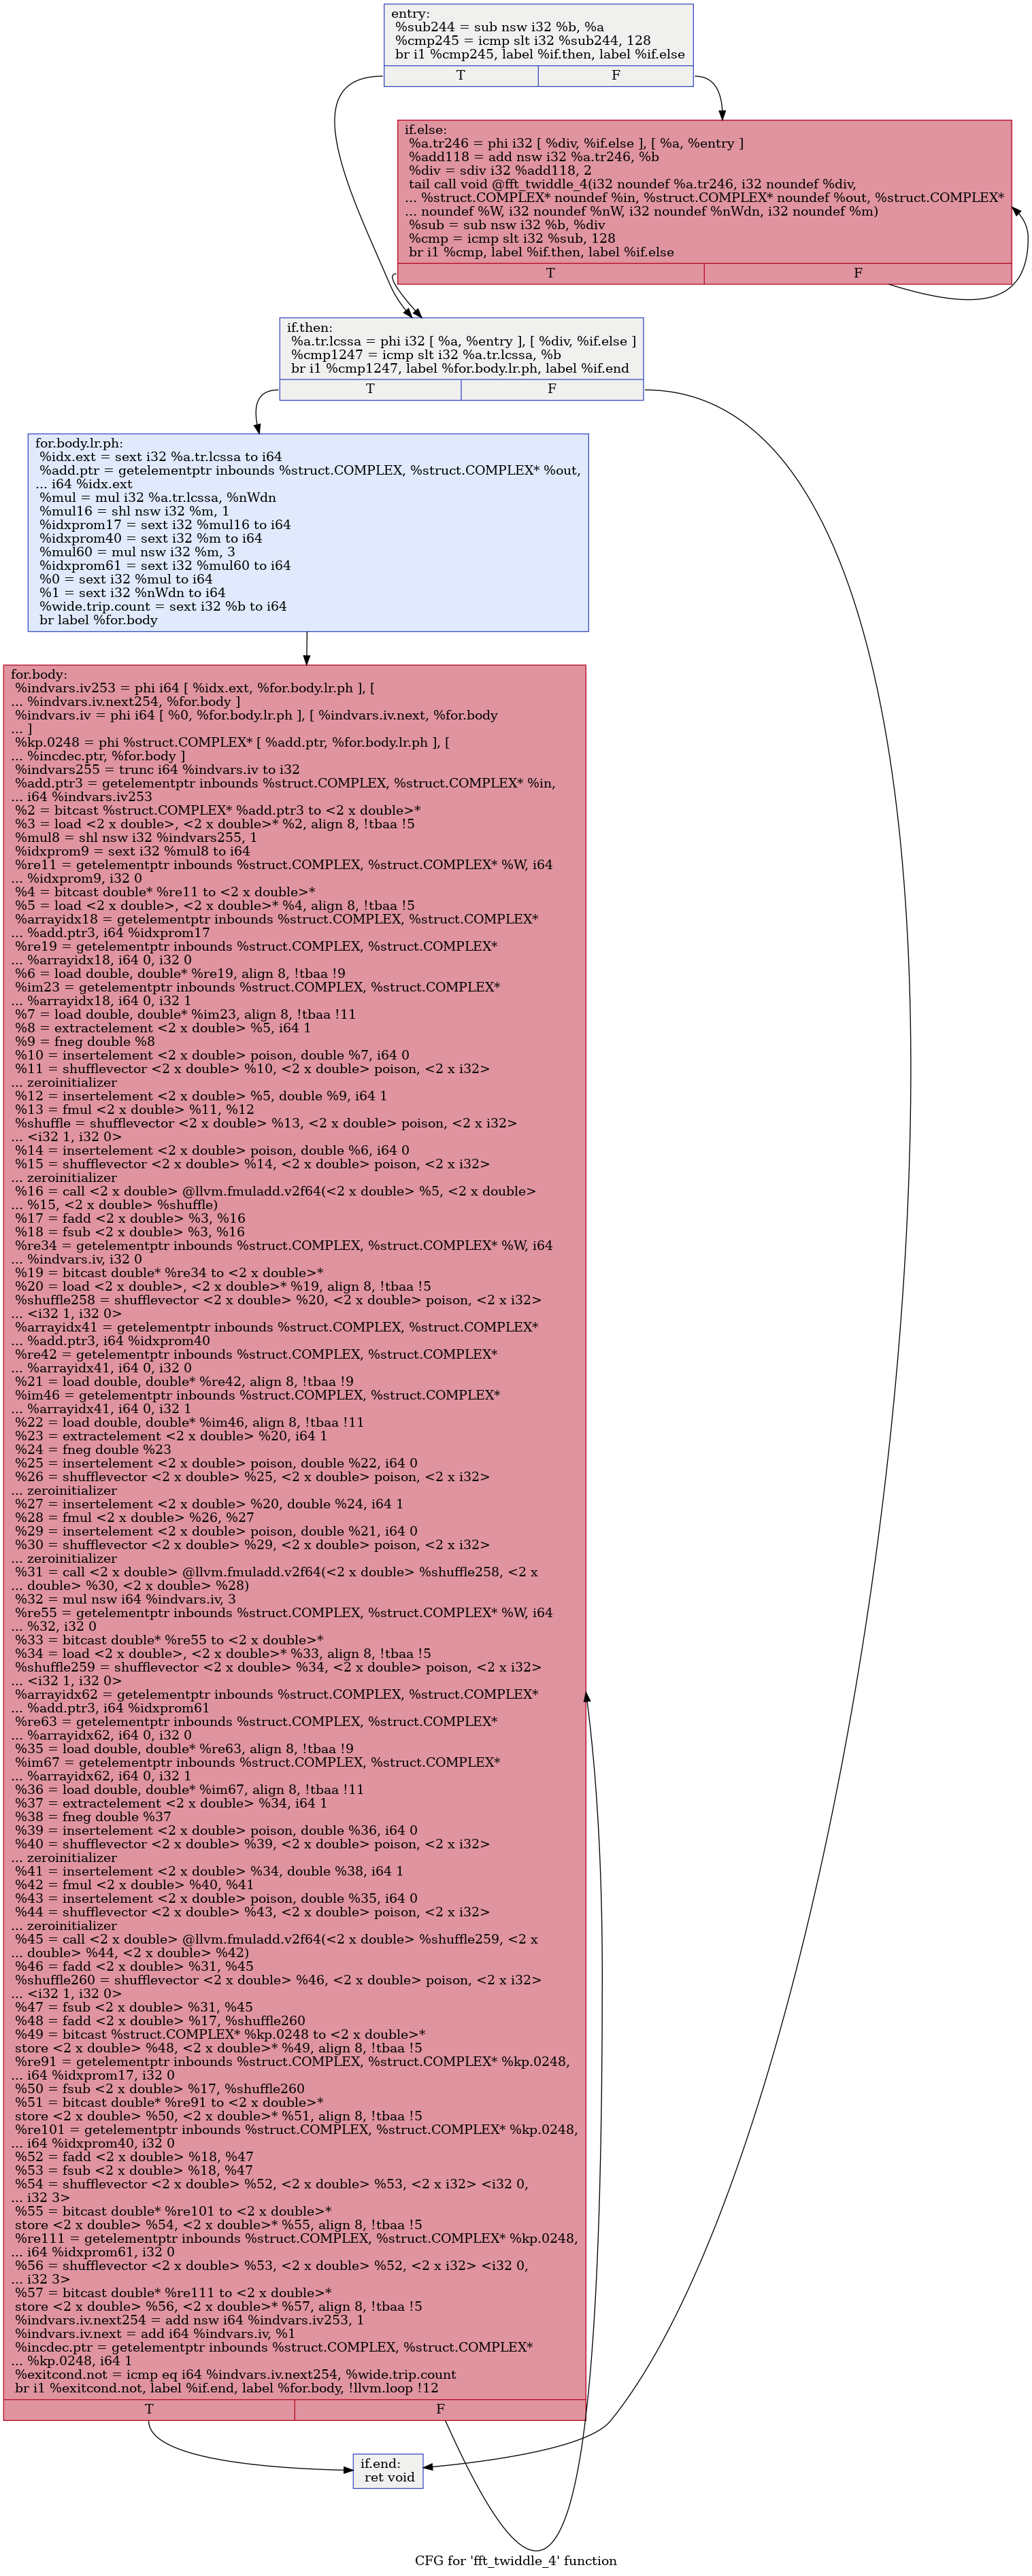 entry:
%sub244 = sub nsw i32 %b, %a
%cmp245 = icmp slt i32 %sub244, 128
br i1 %cmp245, label %if.then, label %if.else
T F
if.else:
%a.tr246 = phi i32 [ %div, %if.else ], [ %a, %entry ]
%add118 = add nsw i32 %a.tr246, %b
%div = sdiv i32 %add118, 2
tail call void @fft_twiddle_4(i32 noundef %a.tr246, i32 noundef %div,
... %struct.COMPLEX* noundef %in, %struct.COMPLEX* noundef %out, %struct.COMPLEX*
... noundef %W, i32 noundef %nW, i32 noundef %nWdn, i32 noundef %m)
%sub = sub nsw i32 %b, %div
%cmp = icmp slt i32 %sub, 128
br i1 %cmp, label %if.then, label %if.else
T F
if.then:
%a.tr.lcssa = phi i32 [ %a, %entry ], [ %div, %if.else ]
%cmp1247 = icmp slt i32 %a.tr.lcssa, %b
br i1 %cmp1247, label %for.body.lr.ph, label %if.end
T F
for.body.lr.ph:
%idx.ext = sext i32 %a.tr.lcssa to i64
%add.ptr = getelementptr inbounds %struct.COMPLEX, %struct.COMPLEX* %out,
... i64 %idx.ext
%mul = mul i32 %a.tr.lcssa, %nWdn
%mul16 = shl nsw i32 %m, 1
%idxprom17 = sext i32 %mul16 to i64
%idxprom40 = sext i32 %m to i64
%mul60 = mul nsw i32 %m, 3
%idxprom61 = sext i32 %mul60 to i64
%0 = sext i32 %mul to i64
%1 = sext i32 %nWdn to i64
%wide.trip.count = sext i32 %b to i64
br label %for.body
for.body:
%indvars.iv253 = phi i64 [ %idx.ext, %for.body.lr.ph ], [
... %indvars.iv.next254, %for.body ]
%indvars.iv = phi i64 [ %0, %for.body.lr.ph ], [ %indvars.iv.next, %for.body
... ]
%kp.0248 = phi %struct.COMPLEX* [ %add.ptr, %for.body.lr.ph ], [
... %incdec.ptr, %for.body ]
%indvars255 = trunc i64 %indvars.iv to i32
%add.ptr3 = getelementptr inbounds %struct.COMPLEX, %struct.COMPLEX* %in,
... i64 %indvars.iv253
%2 = bitcast %struct.COMPLEX* %add.ptr3 to <2 x double>*
%3 = load <2 x double>, <2 x double>* %2, align 8, !tbaa !5
%mul8 = shl nsw i32 %indvars255, 1
%idxprom9 = sext i32 %mul8 to i64
%re11 = getelementptr inbounds %struct.COMPLEX, %struct.COMPLEX* %W, i64
... %idxprom9, i32 0
%4 = bitcast double* %re11 to <2 x double>*
%5 = load <2 x double>, <2 x double>* %4, align 8, !tbaa !5
%arrayidx18 = getelementptr inbounds %struct.COMPLEX, %struct.COMPLEX*
... %add.ptr3, i64 %idxprom17
%re19 = getelementptr inbounds %struct.COMPLEX, %struct.COMPLEX*
... %arrayidx18, i64 0, i32 0
%6 = load double, double* %re19, align 8, !tbaa !9
%im23 = getelementptr inbounds %struct.COMPLEX, %struct.COMPLEX*
... %arrayidx18, i64 0, i32 1
%7 = load double, double* %im23, align 8, !tbaa !11
%8 = extractelement <2 x double> %5, i64 1
%9 = fneg double %8
%10 = insertelement <2 x double> poison, double %7, i64 0
%11 = shufflevector <2 x double> %10, <2 x double> poison, <2 x i32>
... zeroinitializer
%12 = insertelement <2 x double> %5, double %9, i64 1
%13 = fmul <2 x double> %11, %12
%shuffle = shufflevector <2 x double> %13, <2 x double> poison, <2 x i32>
... <i32 1, i32 0>
%14 = insertelement <2 x double> poison, double %6, i64 0
%15 = shufflevector <2 x double> %14, <2 x double> poison, <2 x i32>
... zeroinitializer
%16 = call <2 x double> @llvm.fmuladd.v2f64(<2 x double> %5, <2 x double>
... %15, <2 x double> %shuffle)
%17 = fadd <2 x double> %3, %16
%18 = fsub <2 x double> %3, %16
%re34 = getelementptr inbounds %struct.COMPLEX, %struct.COMPLEX* %W, i64
... %indvars.iv, i32 0
%19 = bitcast double* %re34 to <2 x double>*
%20 = load <2 x double>, <2 x double>* %19, align 8, !tbaa !5
%shuffle258 = shufflevector <2 x double> %20, <2 x double> poison, <2 x i32>
... <i32 1, i32 0>
%arrayidx41 = getelementptr inbounds %struct.COMPLEX, %struct.COMPLEX*
... %add.ptr3, i64 %idxprom40
%re42 = getelementptr inbounds %struct.COMPLEX, %struct.COMPLEX*
... %arrayidx41, i64 0, i32 0
%21 = load double, double* %re42, align 8, !tbaa !9
%im46 = getelementptr inbounds %struct.COMPLEX, %struct.COMPLEX*
... %arrayidx41, i64 0, i32 1
%22 = load double, double* %im46, align 8, !tbaa !11
%23 = extractelement <2 x double> %20, i64 1
%24 = fneg double %23
%25 = insertelement <2 x double> poison, double %22, i64 0
%26 = shufflevector <2 x double> %25, <2 x double> poison, <2 x i32>
... zeroinitializer
%27 = insertelement <2 x double> %20, double %24, i64 1
%28 = fmul <2 x double> %26, %27
%29 = insertelement <2 x double> poison, double %21, i64 0
%30 = shufflevector <2 x double> %29, <2 x double> poison, <2 x i32>
... zeroinitializer
%31 = call <2 x double> @llvm.fmuladd.v2f64(<2 x double> %shuffle258, <2 x
... double> %30, <2 x double> %28)
%32 = mul nsw i64 %indvars.iv, 3
%re55 = getelementptr inbounds %struct.COMPLEX, %struct.COMPLEX* %W, i64
... %32, i32 0
%33 = bitcast double* %re55 to <2 x double>*
%34 = load <2 x double>, <2 x double>* %33, align 8, !tbaa !5
%shuffle259 = shufflevector <2 x double> %34, <2 x double> poison, <2 x i32>
... <i32 1, i32 0>
%arrayidx62 = getelementptr inbounds %struct.COMPLEX, %struct.COMPLEX*
... %add.ptr3, i64 %idxprom61
%re63 = getelementptr inbounds %struct.COMPLEX, %struct.COMPLEX*
... %arrayidx62, i64 0, i32 0
%35 = load double, double* %re63, align 8, !tbaa !9
%im67 = getelementptr inbounds %struct.COMPLEX, %struct.COMPLEX*
... %arrayidx62, i64 0, i32 1
%36 = load double, double* %im67, align 8, !tbaa !11
%37 = extractelement <2 x double> %34, i64 1
%38 = fneg double %37
%39 = insertelement <2 x double> poison, double %36, i64 0
%40 = shufflevector <2 x double> %39, <2 x double> poison, <2 x i32>
... zeroinitializer
%41 = insertelement <2 x double> %34, double %38, i64 1
%42 = fmul <2 x double> %40, %41
%43 = insertelement <2 x double> poison, double %35, i64 0
%44 = shufflevector <2 x double> %43, <2 x double> poison, <2 x i32>
... zeroinitializer
%45 = call <2 x double> @llvm.fmuladd.v2f64(<2 x double> %shuffle259, <2 x
... double> %44, <2 x double> %42)
%46 = fadd <2 x double> %31, %45
%shuffle260 = shufflevector <2 x double> %46, <2 x double> poison, <2 x i32>
... <i32 1, i32 0>
%47 = fsub <2 x double> %31, %45
%48 = fadd <2 x double> %17, %shuffle260
%49 = bitcast %struct.COMPLEX* %kp.0248 to <2 x double>*
store <2 x double> %48, <2 x double>* %49, align 8, !tbaa !5
%re91 = getelementptr inbounds %struct.COMPLEX, %struct.COMPLEX* %kp.0248,
... i64 %idxprom17, i32 0
%50 = fsub <2 x double> %17, %shuffle260
%51 = bitcast double* %re91 to <2 x double>*
store <2 x double> %50, <2 x double>* %51, align 8, !tbaa !5
%re101 = getelementptr inbounds %struct.COMPLEX, %struct.COMPLEX* %kp.0248,
... i64 %idxprom40, i32 0
%52 = fadd <2 x double> %18, %47
%53 = fsub <2 x double> %18, %47
%54 = shufflevector <2 x double> %52, <2 x double> %53, <2 x i32> <i32 0,
... i32 3>
%55 = bitcast double* %re101 to <2 x double>*
store <2 x double> %54, <2 x double>* %55, align 8, !tbaa !5
%re111 = getelementptr inbounds %struct.COMPLEX, %struct.COMPLEX* %kp.0248,
... i64 %idxprom61, i32 0
%56 = shufflevector <2 x double> %53, <2 x double> %52, <2 x i32> <i32 0,
... i32 3>
%57 = bitcast double* %re111 to <2 x double>*
store <2 x double> %56, <2 x double>* %57, align 8, !tbaa !5
%indvars.iv.next254 = add nsw i64 %indvars.iv253, 1
%indvars.iv.next = add i64 %indvars.iv, %1
%incdec.ptr = getelementptr inbounds %struct.COMPLEX, %struct.COMPLEX*
... %kp.0248, i64 1
%exitcond.not = icmp eq i64 %indvars.iv.next254, %wide.trip.count
br i1 %exitcond.not, label %if.end, label %for.body, !llvm.loop !12
T F
if.end:
ret void
CFG for 'fft_twiddle_4' function